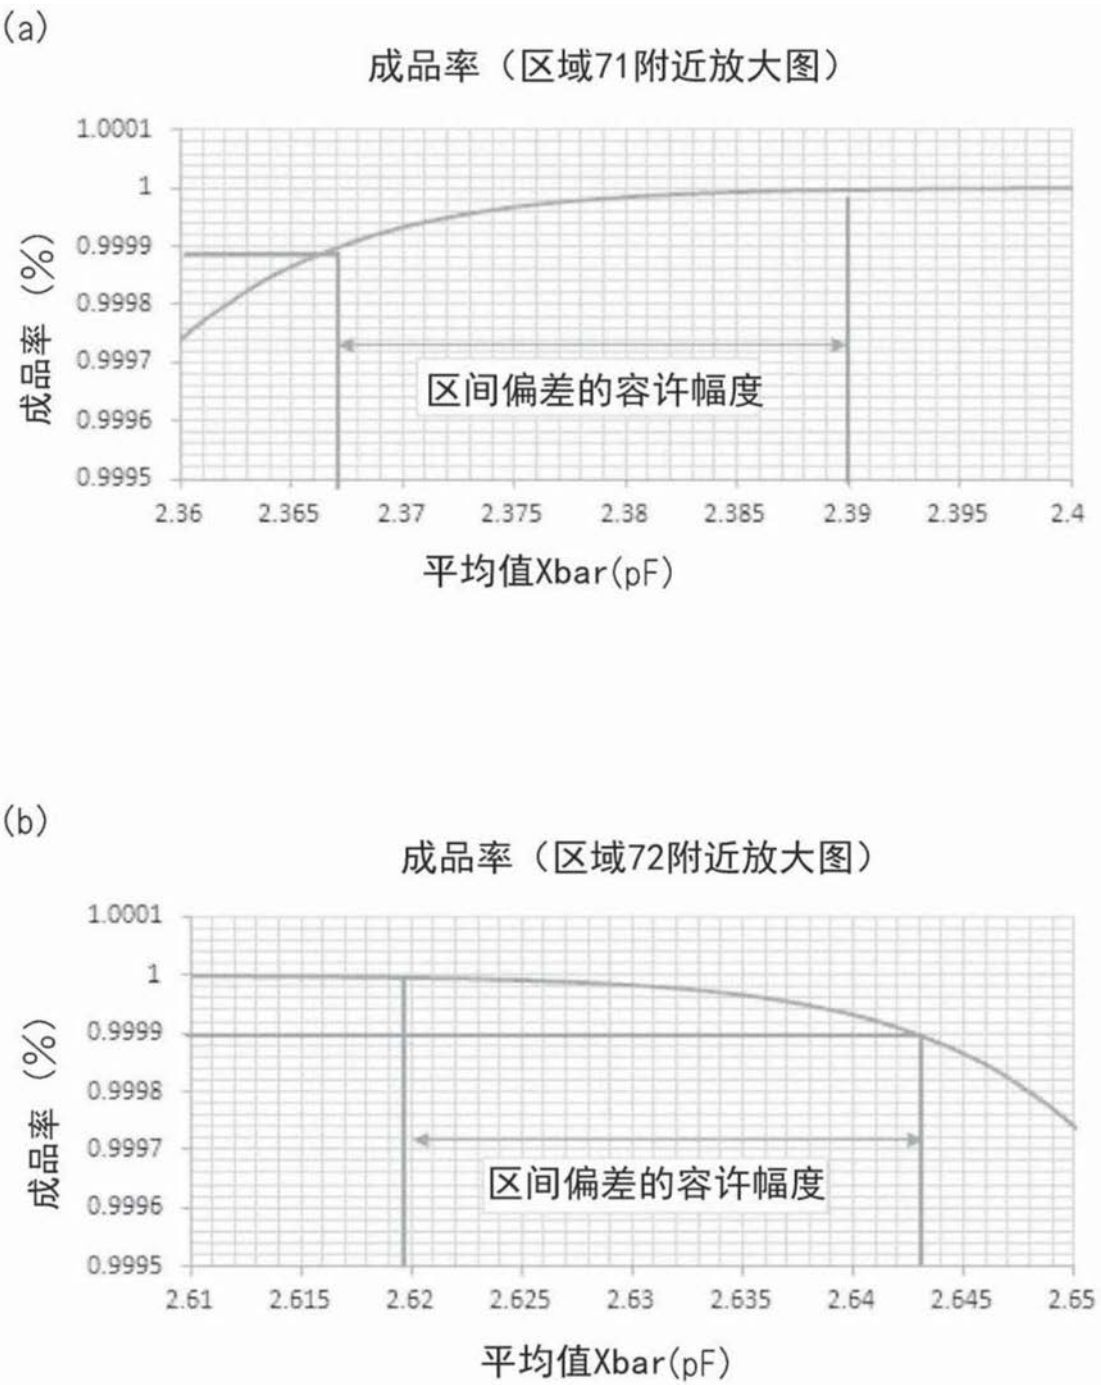 (a)
成品率（区域71附近放大图）
1.0001
1
0.9999
0.9998
0.9997
0.9996
0.9995
成品率（%）
区间偏差的容许幅度
2.36 2.365 2.37 2.375 2.38 2.385 2.39 2.395 2.4
平均值Xbar(pF)
(b)
成品率（区域72附近放大图）
1.0001
1
0.9999
0.9998
0.9997
0.9996
0.9995
成品率（%）
区间偏差的容许幅度
2.61 2.615 2.62 2.625 2.63 2.635 2.64 2.645 2.65
平均值Xbar(pF)